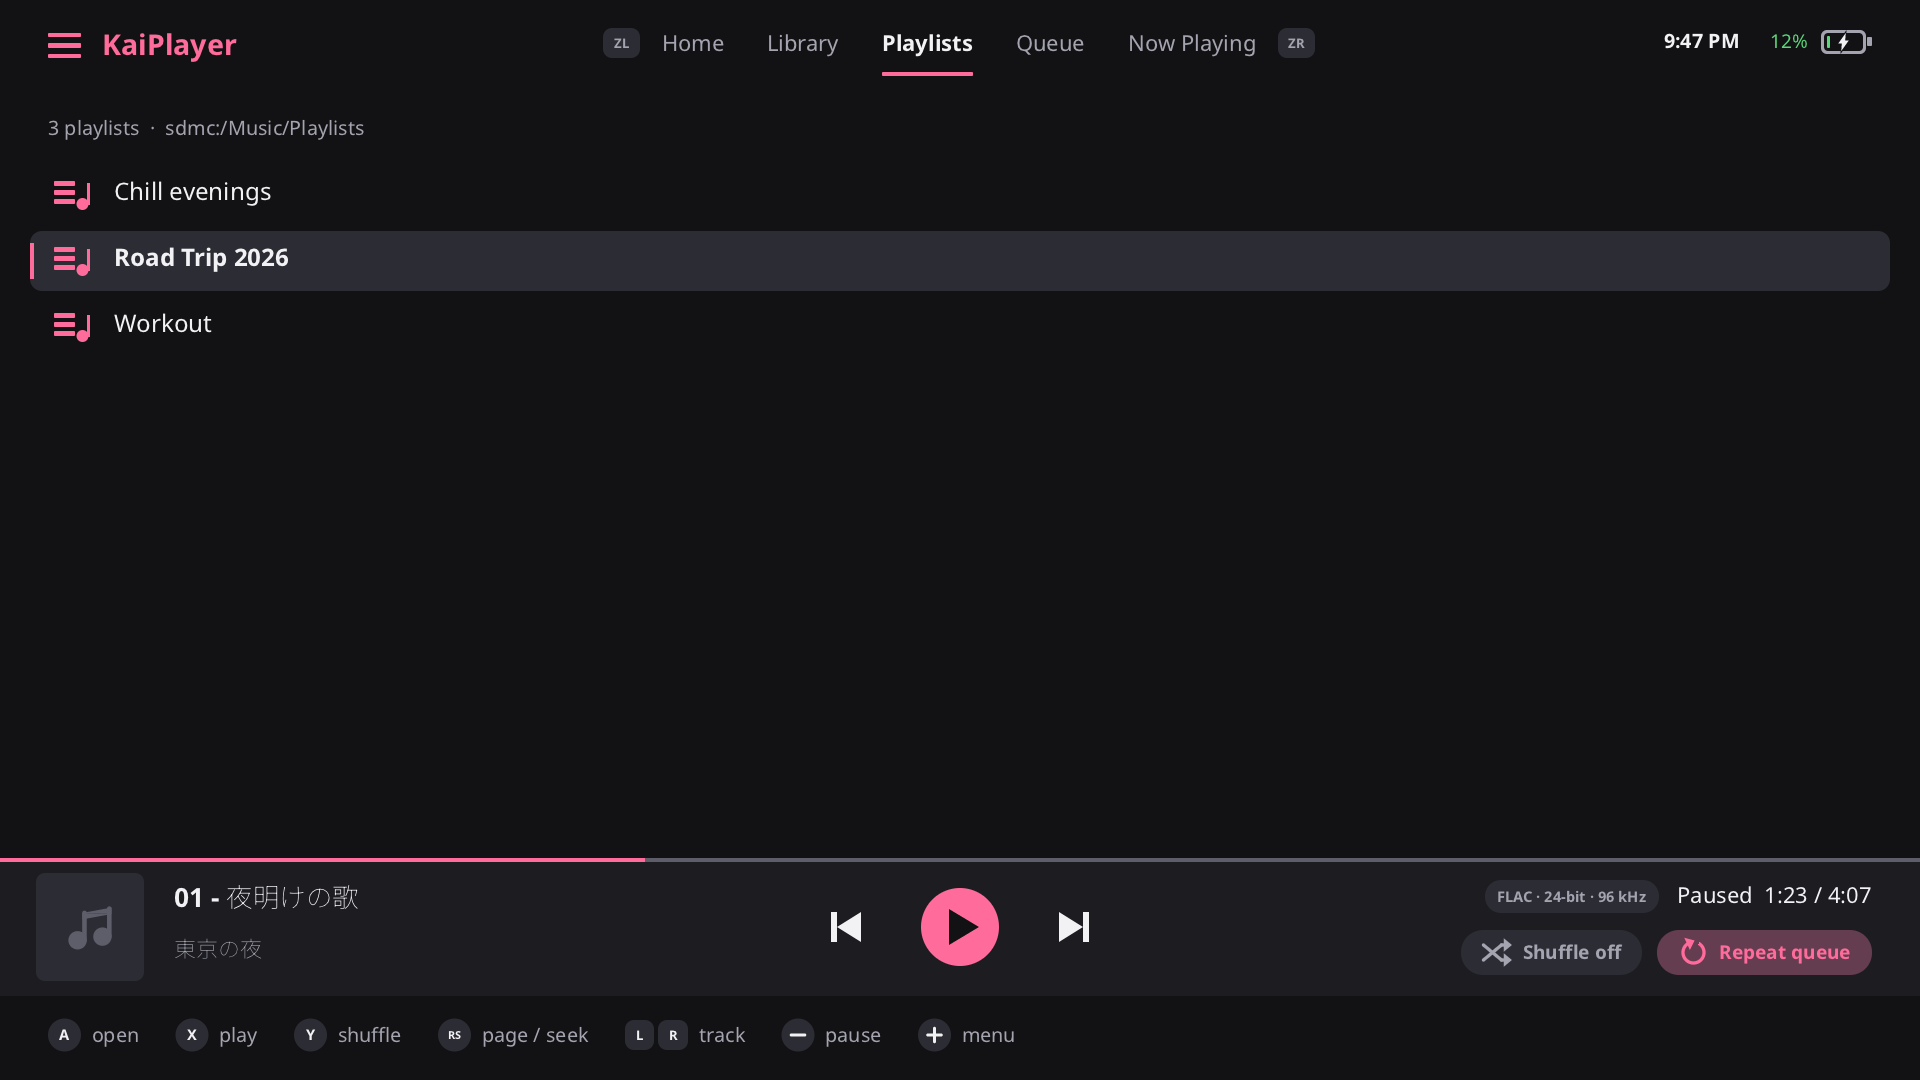 KaiPlayer
ZL Home Library Playlists Queue Now Playing ZR
9:47 PM 12%
3 playlists · sdmc:/Music/Playlists
Chill evenings
Road Trip 2026
Workout
01 - 夜明けの歌
東京の夜
FLAC · 24-bit · 96 kHz Paused 1:23 / 4:07
Shuffle off Repeat queue
A open X play Y shuffle RS page / seek L R track − pause + menu